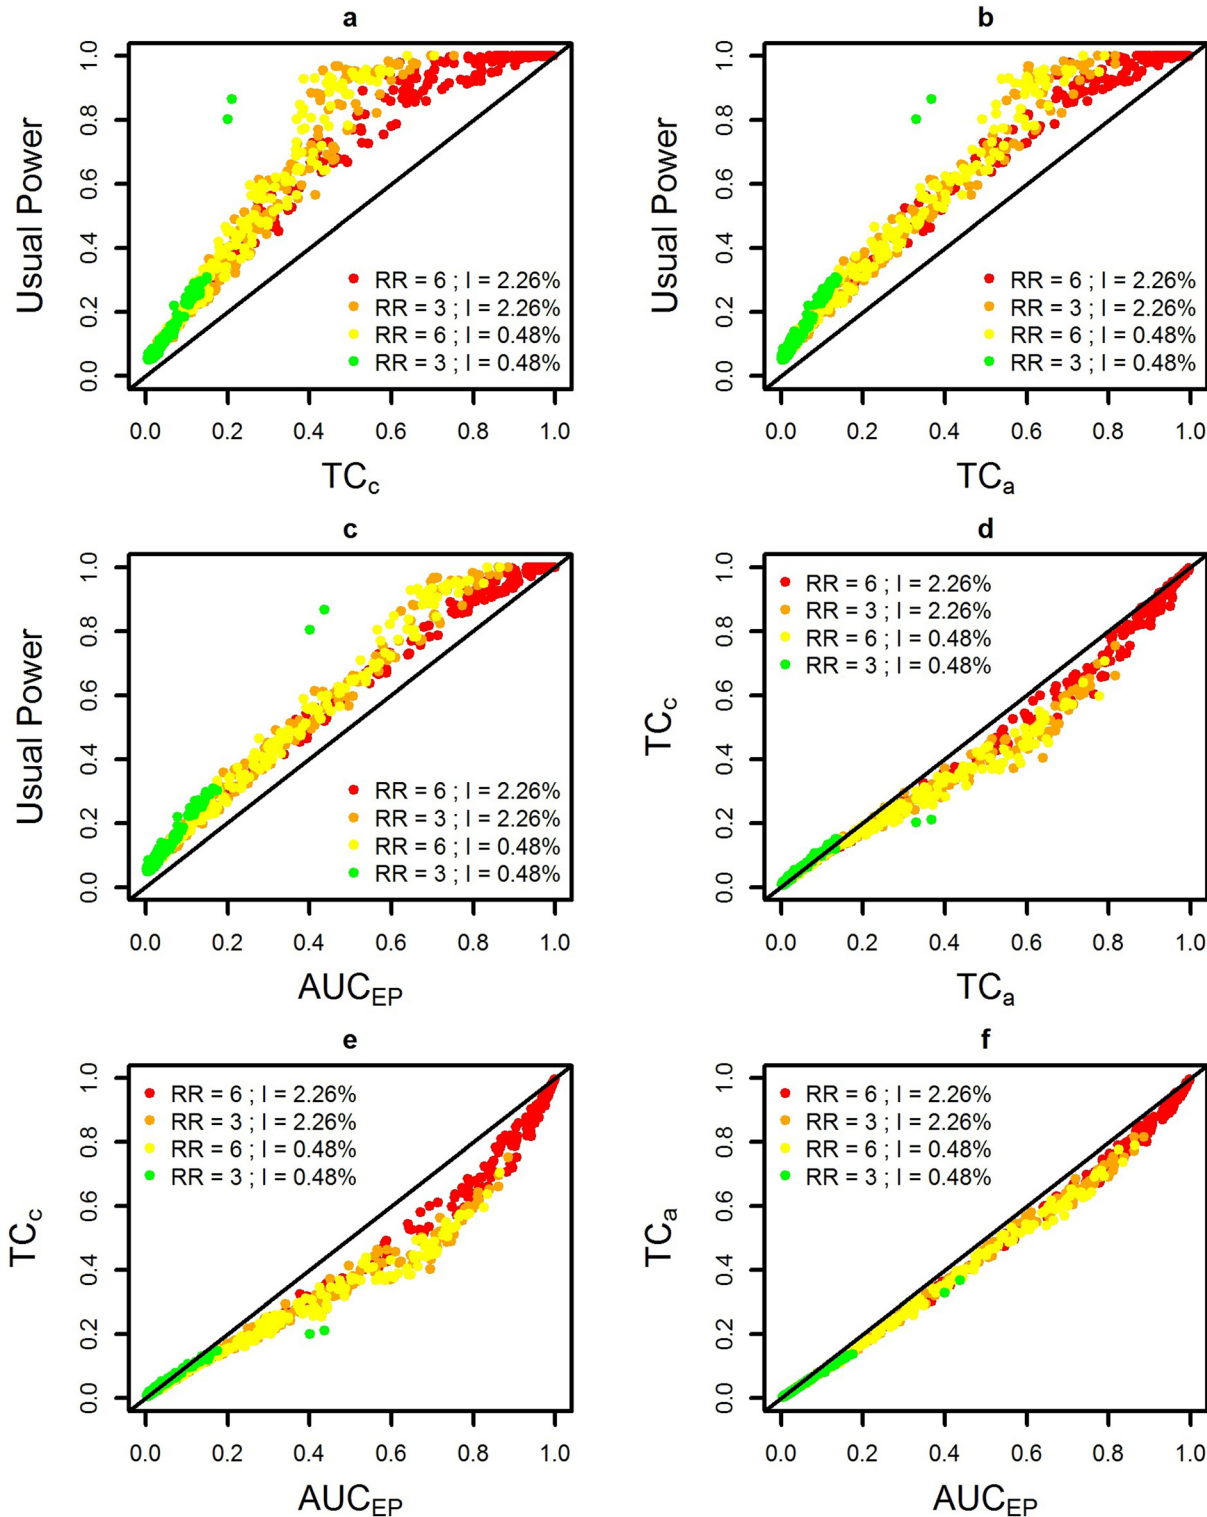 a
Usual Power
1.0
0.8
0.6
0.4
0.2
0.0
RR = 6 ; I = 2.26%
RR = 3 ; I = 2.26%
RR = 6 ; I = 0.48%
RR = 3 ; I = 0.48%
0.0 0.2 0.4 0.6 0.8 1.0
TCc
b
Usual Power
1.0
0.8
0.6
0.4
0.2
0.0
RR = 6 ; I = 2.26%
RR = 3 ; I = 2.26%
RR = 6 ; I = 0.48%
RR = 3 ; I = 0.48%
0.0 0.2 0.4 0.6 0.8 1.0
TCa
c
Usual Power
1.0
0.8
0.6
0.4
0.2
0.0
RR = 6 ; I = 2.26%
RR = 3 ; I = 2.26%
RR = 6 ; I = 0.48%
RR = 3 ; I = 0.48%
0.0 0.2 0.4 0.6 0.8 1.0
AUCEP
d
TCc
1.0
0.8
0.6
0.4
0.2
0.0
RR = 6 ; I = 2.26%
RR = 3 ; I = 2.26%
RR = 6 ; I = 0.48%
RR = 3 ; I = 0.48%
0.0 0.2 0.4 0.6 0.8 1.0
TCa
e
TCc
1.0
0.8
0.6
0.4
0.2
0.0
RR = 6 ; I = 2.26%
RR = 3 ; I = 2.26%
RR = 6 ; I = 0.48%
RR = 3 ; I = 0.48%
0.0 0.2 0.4 0.6 0.8 1.0
AUCEP
f
TCa
1.0
0.8
0.6
0.4
0.2
0.0
RR = 6 ; I = 2.26%
RR = 3 ; I = 2.26%
RR = 6 ; I = 0.48%
RR = 3 ; I = 0.48%
0.0 0.2 0.4 0.6 0.8 1.0
AUCEP